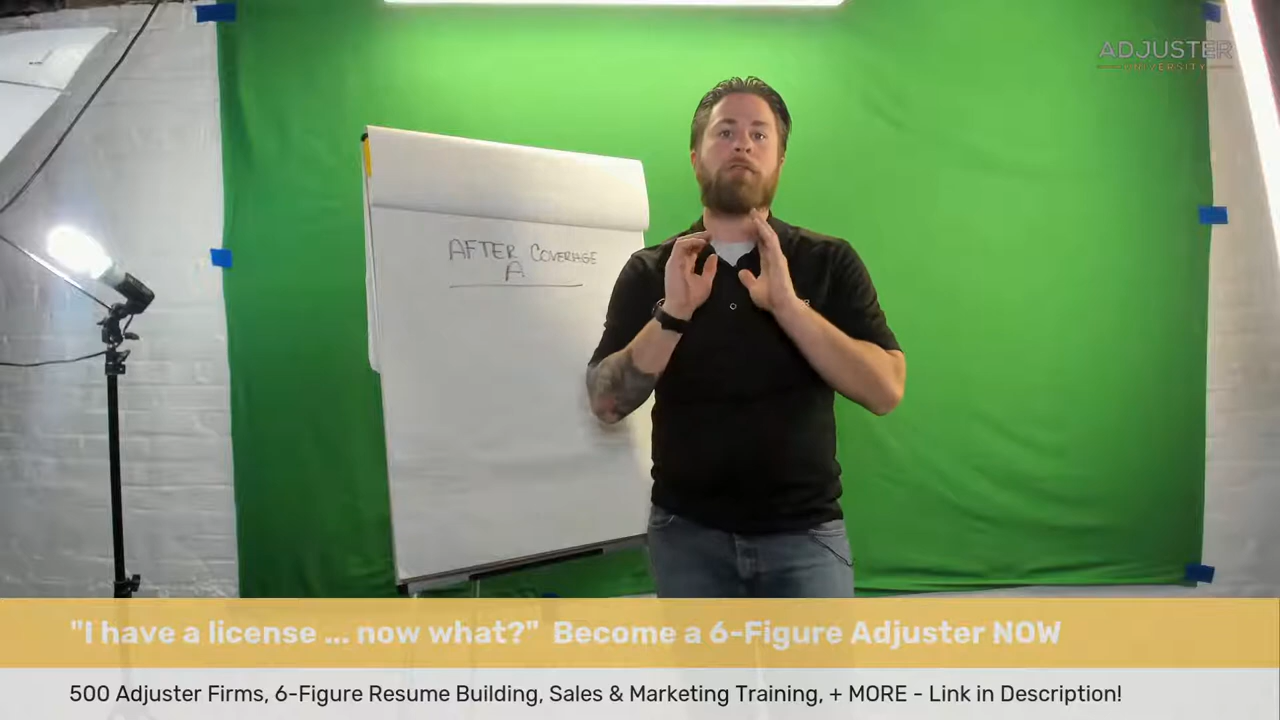 ADJUSTER
UNIVERSITY
AFTER COVERAGE
A
"I have a license ... now what?" Become a 6-Figure Adjuster NOW
500 Adjuster Firms, 6-Figure Resume Building, Sales & Marketing Training, + MORE - Link in Description!